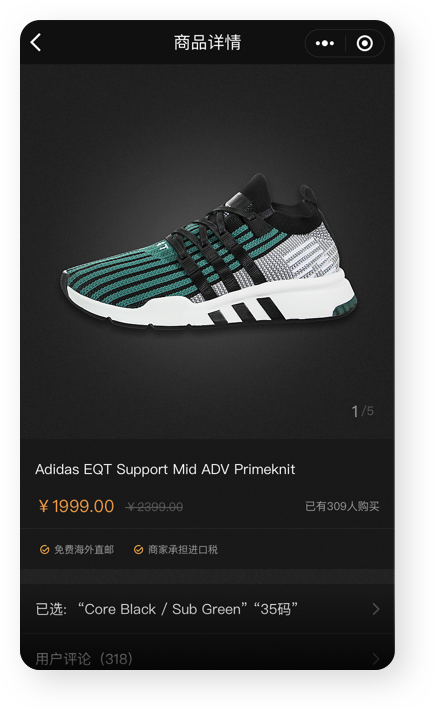 商品详情
KT
1/5
Adidas EQT Support Mid ADV Primeknit
￥1999.00 ￥2399.00 已有309人购买
免费海外直邮 商家承担进口税
已选: “Core Black / Sub Green” “35码”
用户评论（318）